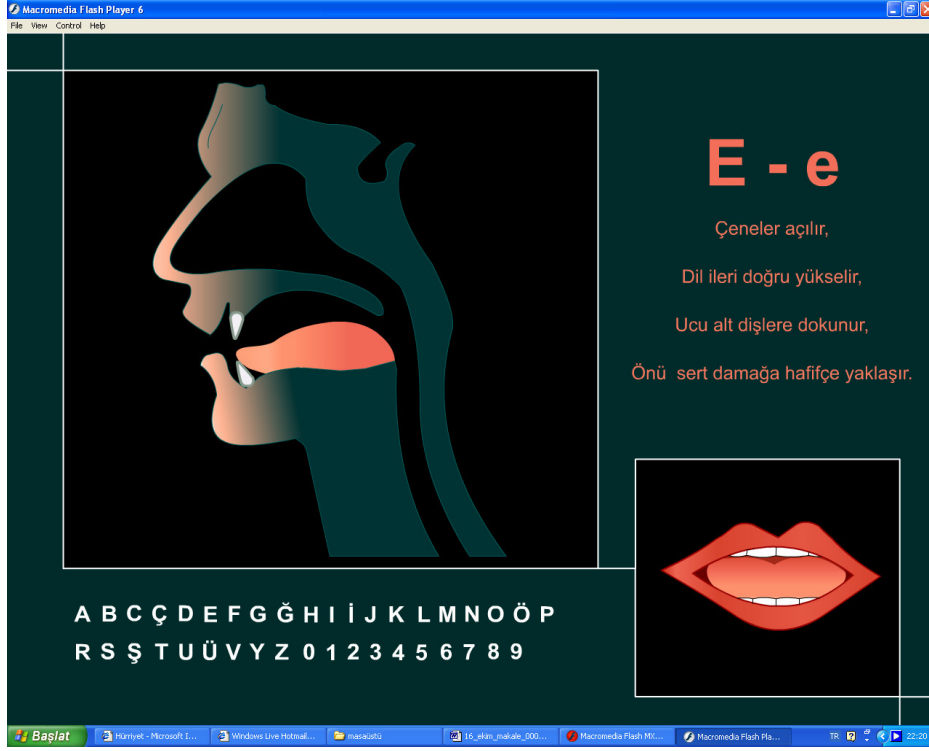 Macromedia Flash Player 6
File View Control Help
E - e
Çeneler açılır,
Dil ileri doğru yükselir,
Ucu alt dişlere dokunur,
Önü sert damağa hafifçe yaklaşır.
A B C Ç D E F G Ğ H I İ J K L M N O Ö P
R S Ş T U Ü V Y Z 0 1 2 3 4 5 6 7 8 9
Başlat Hürriyet - Microsoft I... Windows Live Hotmail... masaüstü 16_ekim_makale_000... Macromedia Flash MX... Macromedia Flash Pla... TR 22:20